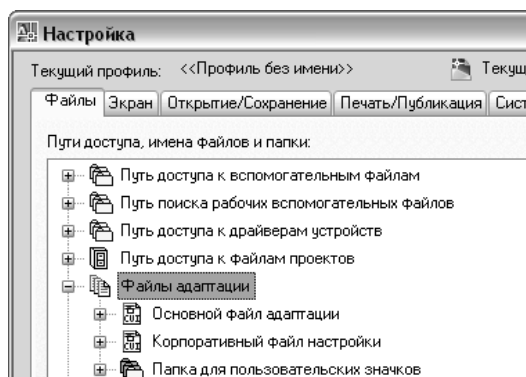 Настройка
Текущий профиль: <<Профиль без имени>>
Файлы Экран Открытие/Сохранение Печать/Публикация
Пути доступа, имена файлов и папки:
Путь доступа к вспомогательным файлам
Путь поиска рабочих вспомогательных файлов
Путь доступа к драйверам устройств
Путь доступа к файлам проектов
Файлы адаптации
CUI Основной файл адаптации
CUI Корпоративный файл настройки
Папка для пользовательских значков